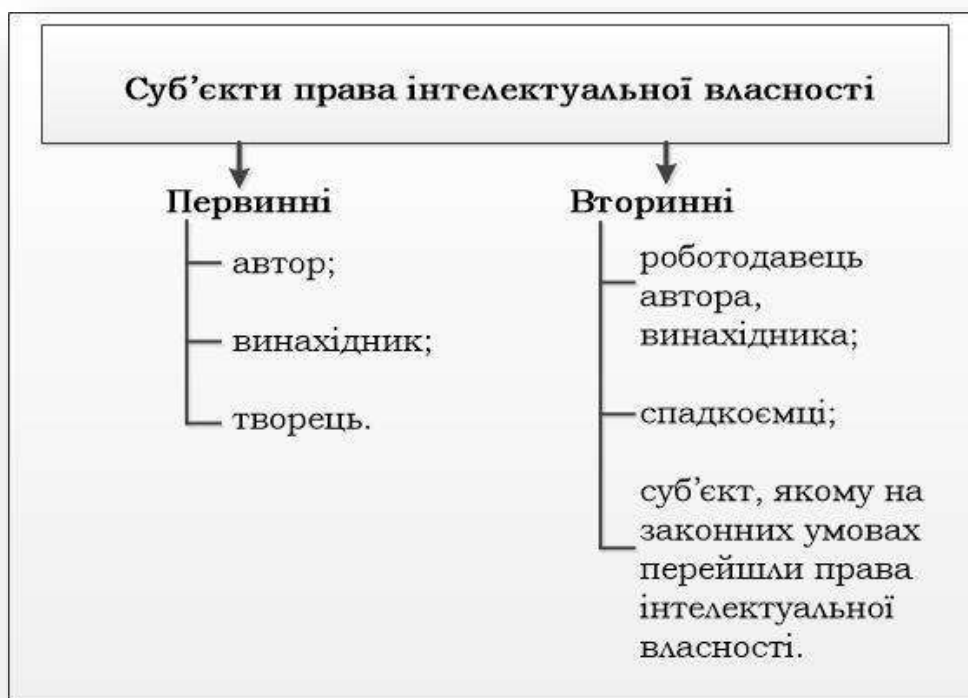 Суб’єкти права інтелектуальної власності
Первинні
автор;
винахідник;
творець.
Вторинні
роботодавець
автора,
винахідника;
спадкоємці;
суб’єкт, якому на
законних умовах
перейшли права
інтелектуальної
власності.